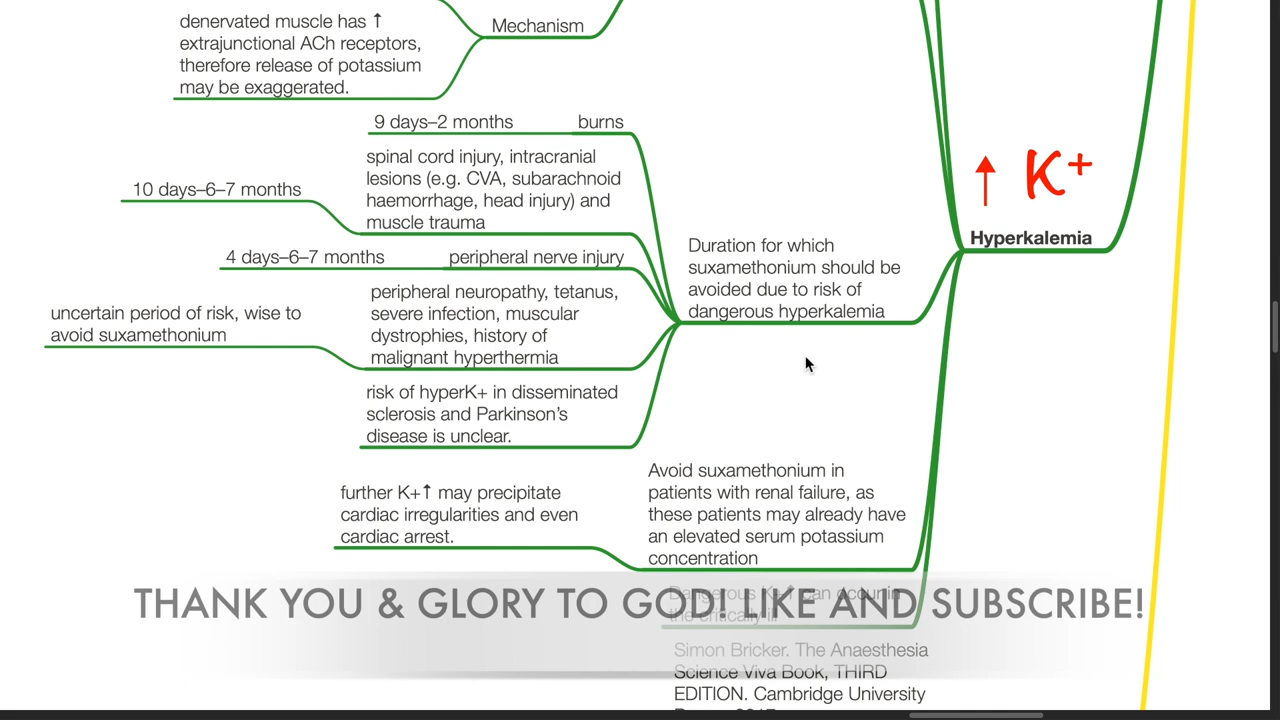 denervated muscle has ↑
extrajunctional ACh receptors,
therefore release of potassium
may be exaggerated.
Mechanism
9 days–2 months
burns
spinal cord injury, intracranial
lesions (e.g. CVA, subarachnoid
haemorrhage, head injury) and
muscle trauma
10 days–6–7 months
4 days–6–7 months
peripheral nerve injury
peripheral neuropathy, tetanus,
severe infection, muscular
dystrophies, history of
malignant hyperthermia
uncertain period of risk, wise to
avoid suxamethonium
risk of hyperK+ in disseminated
sclerosis and Parkinson's
disease is unclear.
Duration for which
suxamethonium should be
avoided due to risk of
dangerous hyperkalemia
↑ K+
Hyperkalemia
Avoid suxamethonium in
patients with renal failure, as
these patients may already have
an elevated serum potassium
concentration
further K+↑ may precipitate
cardiac irregularities and even
cardiac arrest.
Dangerous K+↑ can occur in
the critically ill
THANK YOU & GLORY TO GOD! LIKE AND SUBSCRIBE!
Simon Bricker. The Anaesthesia
Science Viva Book, THIRD
EDITION. Cambridge University